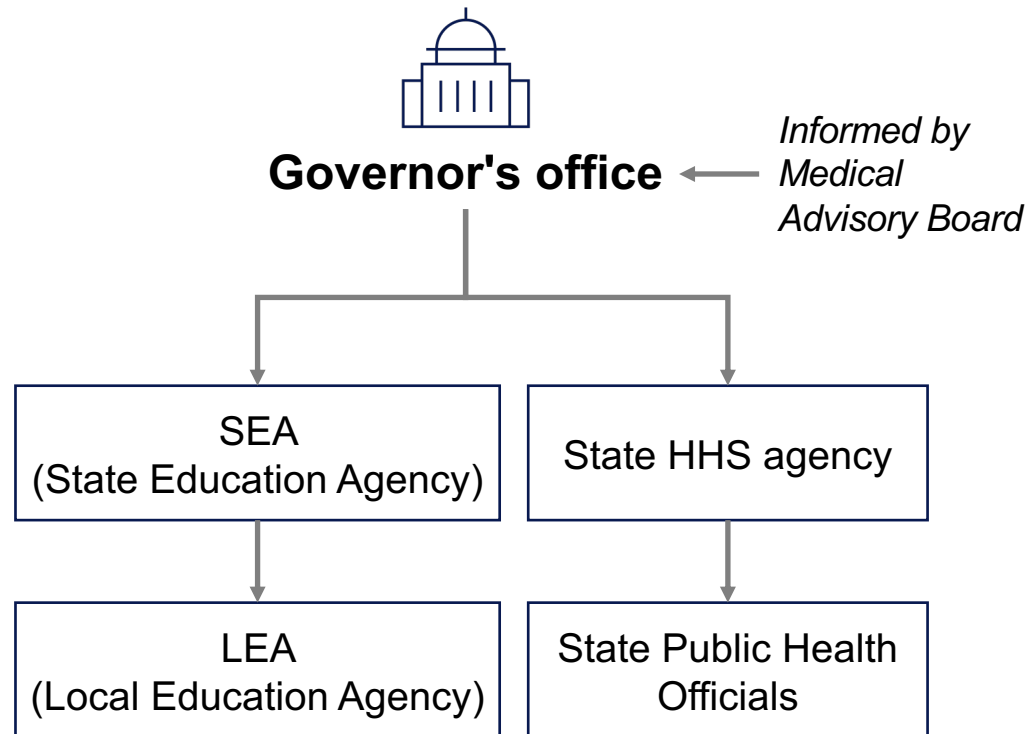 Governor's office
Informed by
Medical
Advisory Board
SEA
(State Education Agency)
State HHS agency
LEA
(Local Education Agency)
State Public Health
Officials